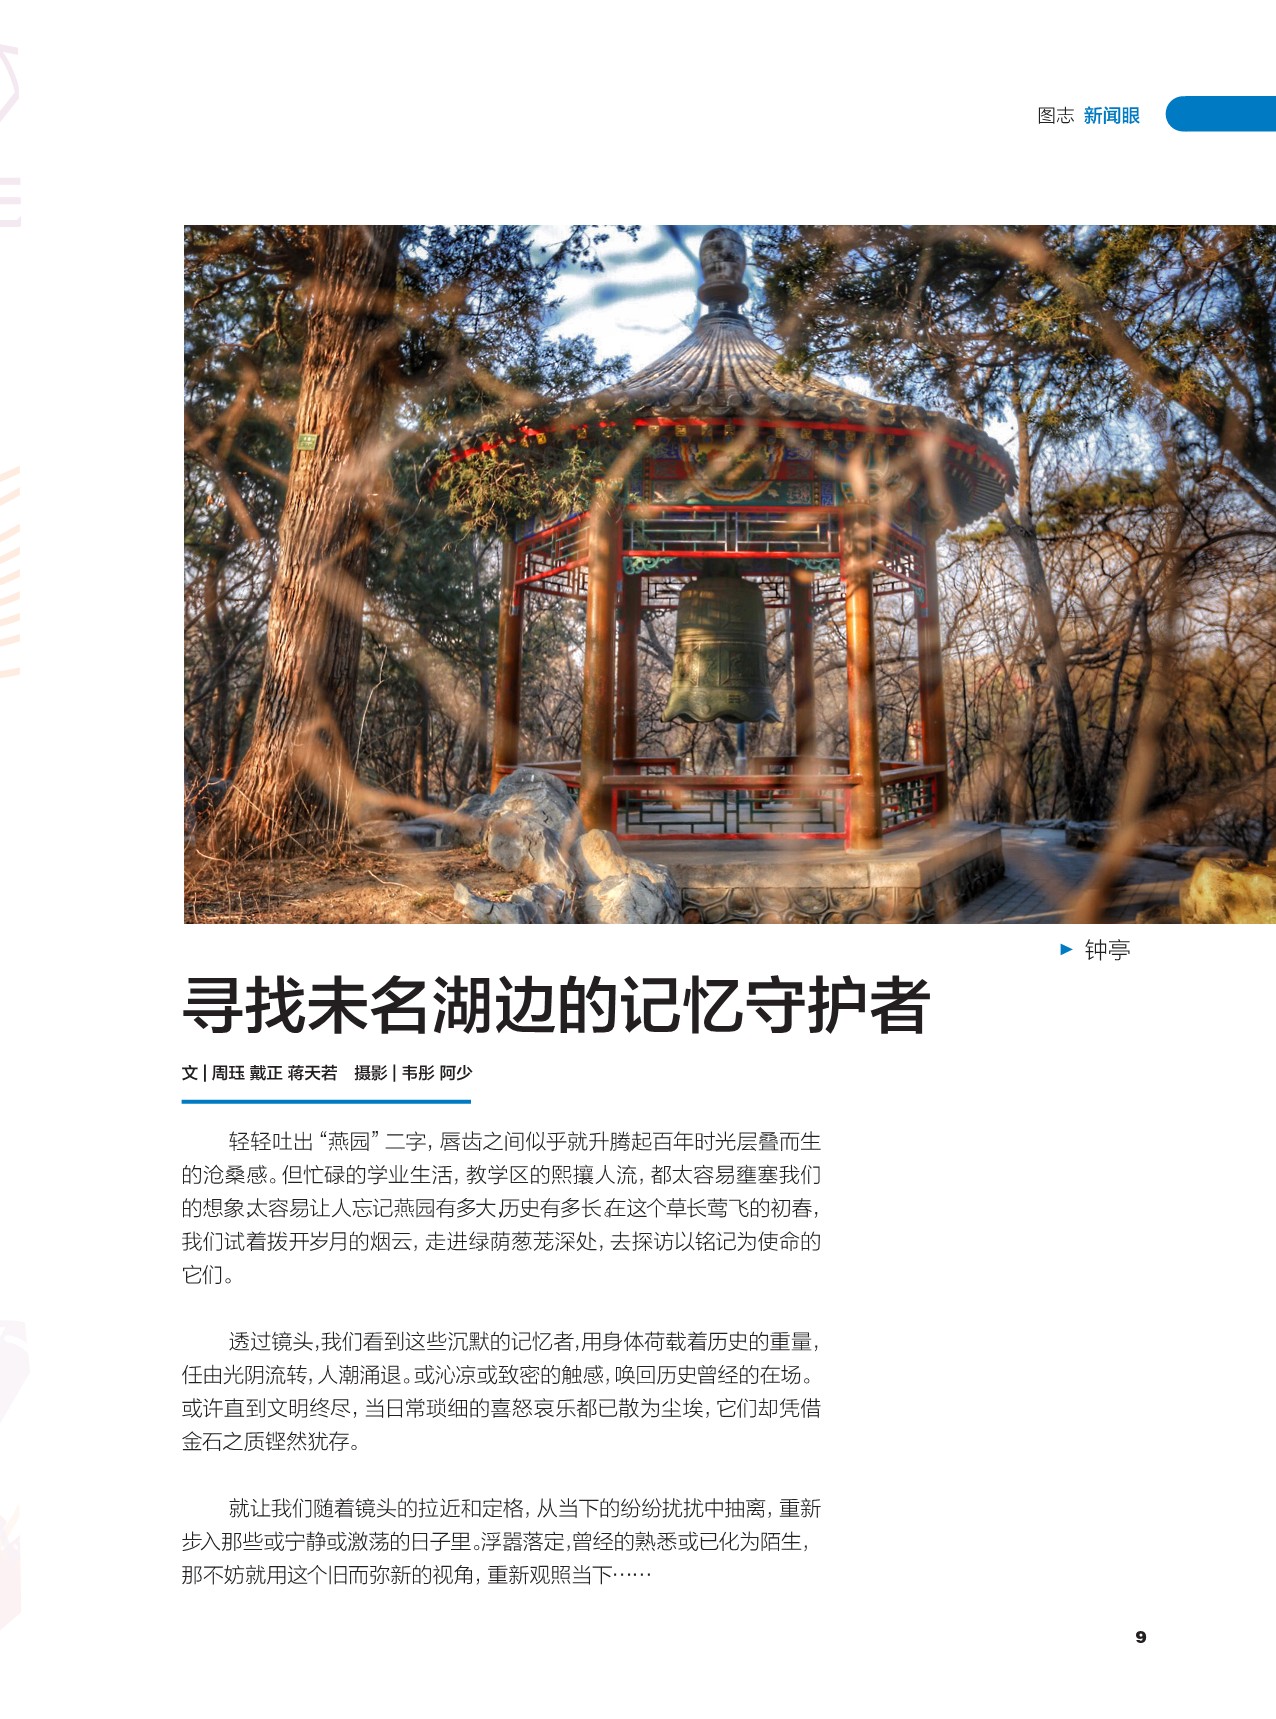 图志 新闻眼
▶ 钟亭
寻找未名湖边的记忆守护者
文 | 周珏 戴正 蒋天若 摄影 | 韦彤 阿少
轻轻吐出“燕园”二字，唇齿之间似乎就升腾起百年时光层叠而生
的沧桑感。但忙碌的学业生活，教学区的熙攘人流，都太容易壅塞我们
的想象,太容易让人忘记燕园有多大,历史有多长。在这个草长莺飞的初春，
我们试着拨开岁月的烟云，走进绿荫葱茏深处，去探访以铭记为使命的
它们。
透过镜头,我们看到这些沉默的记忆者,用身体荷载着历史的重量，
任由光阴流转，人潮涌退。或沁凉或致密的触感，唤回历史曾经的在场。
或许直到文明终尽，当日常琐细的喜怒哀乐都已散为尘埃，它们却凭借
金石之质铿然犹存。
就让我们随着镜头的拉近和定格，从当下的纷纷扰扰中抽离，重新
步入那些或宁静或激荡的日子里。浮嚣落定,曾经的熟悉或已化为陌生，
那不妨就用这个旧而弥新的视角，重新观照当下……
9